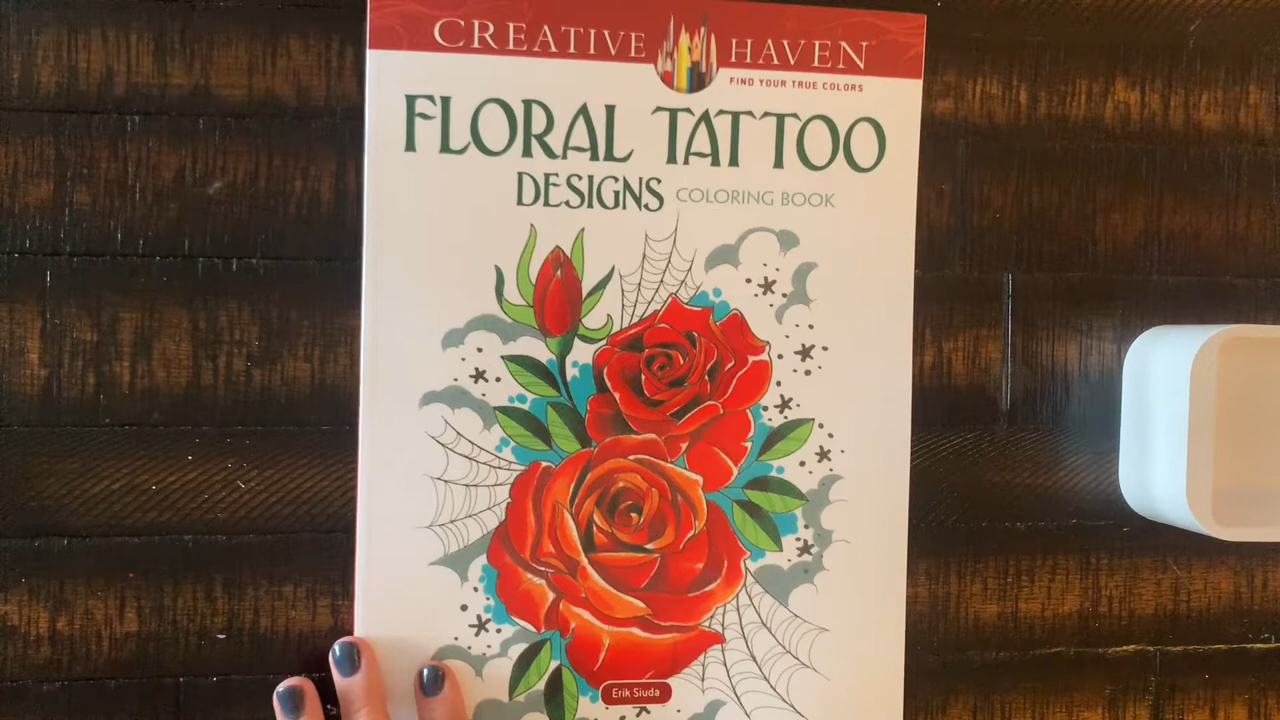 CREATIVE HAVEN
FIND YOUR TRUE COLORS
FLORAL TATTOO
DESIGNS COLORING BOOK
Erik Siuda